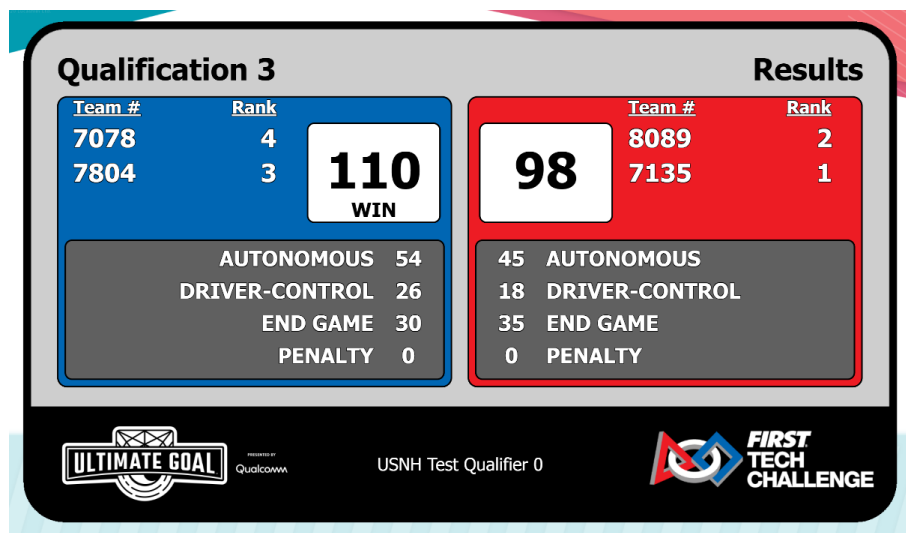 Qualification 3 Results
Team # Rank
7078 4
7804 3
110
WIN
AUTONOMOUS 54
DRIVER-CONTROL 26
END GAME 30
PENALTY 0
Team # Rank
8089 2
7135 1
98
45 AUTONOMOUS
18 DRIVER-CONTROL
35 END GAME
0 PENALTY
ULTIMATE GOAL
PRESENTED BY
Qualcomm
USNH Test Qualifier 0
FIRST
TECH
CHALLENGE